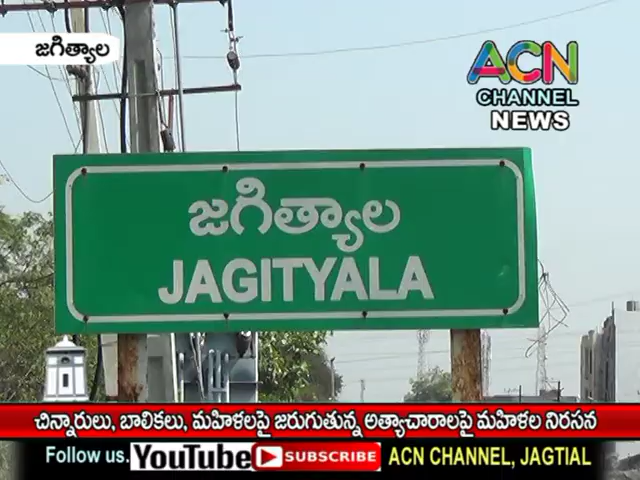 జగిత్యాల
ACN
CHANNEL
NEWS
జగిత్యాల
JAGITYALA
చిన్నారులు, బాలికలు, మహిళలపై జరుగుతున్న అత్యాచారాలపై మహిళల నిరసన
Follow us. YouTube SUBSCRIBE ACN CHANNEL, JAGTIAL